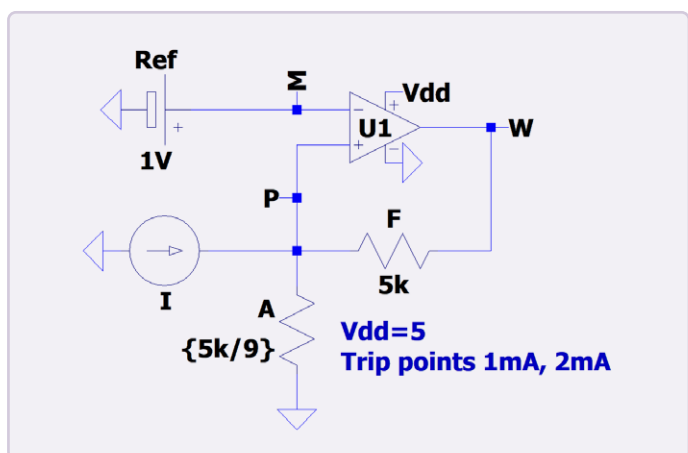 Ref
M
Vdd
U1
W
1V
P
F
5k
I
A
{5k/9}
Vdd=5
Trip points 1mA, 2mA